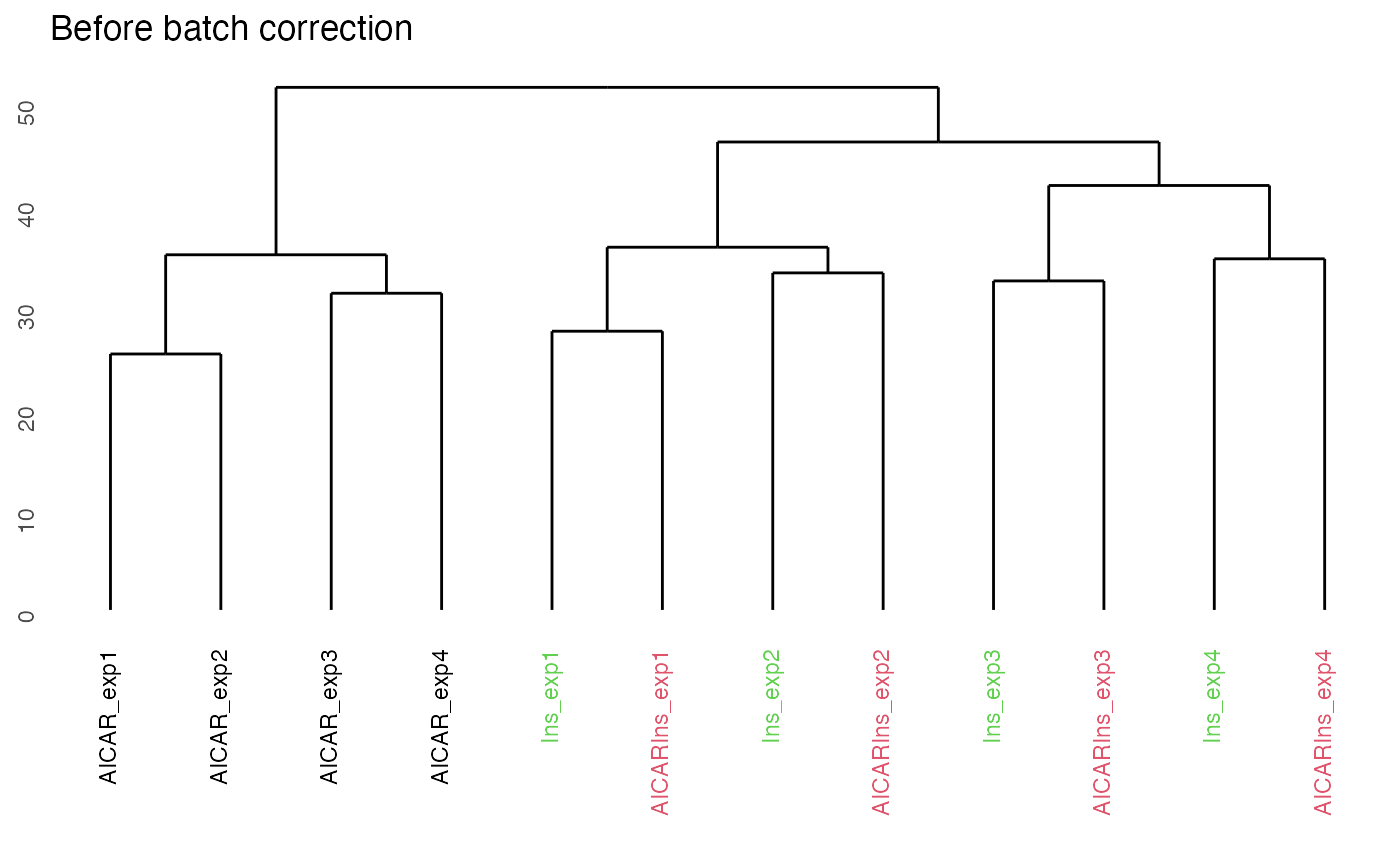 Before batch correction
50
40
30
20
10
0
AICAR_exp1
AICAR_exp2
AICAR_exp3
AICAR_exp4
Ins_exp1
AICARIns_exp1
Ins_exp2
AICARIns_exp2
Ins_exp3
AICARIns_exp3
Ins_exp4
AICARIns_exp4